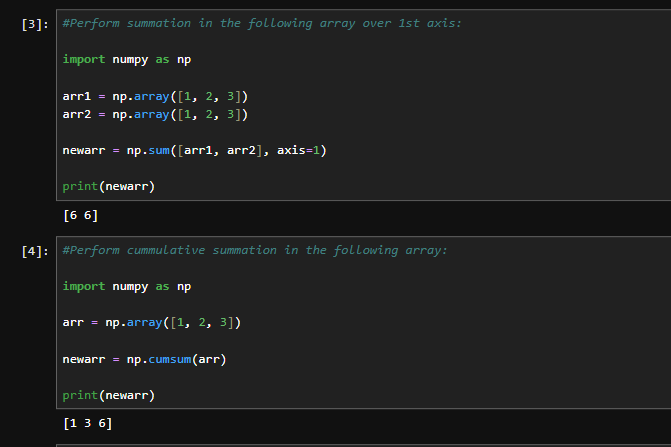 [3]: #Perform summation in the following array over 1st axis:
import numpy as np
arr1 = np.array([1, 2, 3])
arr2 = np.array([1, 2, 3])
newarr = np.sum([arr1, arr2], axis=1)
print(newarr)
[6 6]
[4]: #Perform cummulative summation in the following array:
import numpy as np
arr = np.array([1, 2, 3])
newarr = np.cumsum(arr)
print(newarr)
[1 3 6]